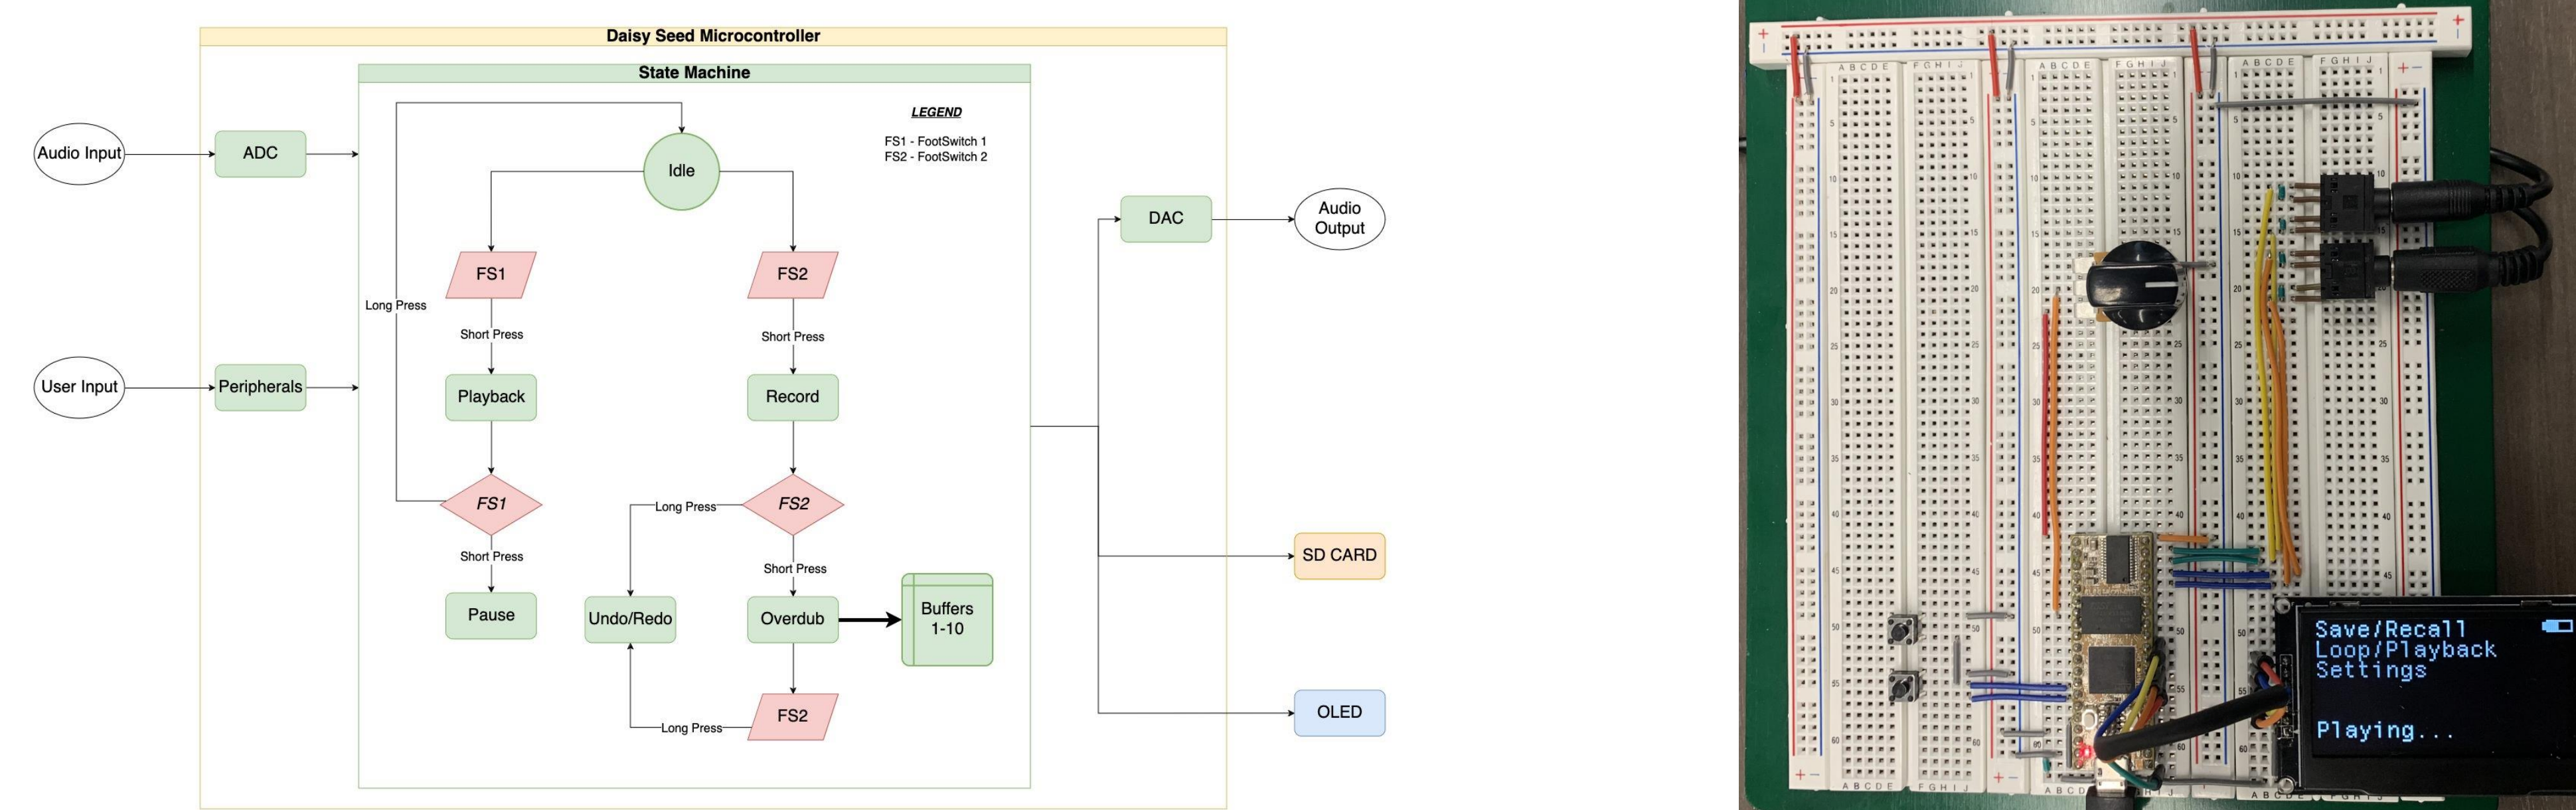 Daisy Seed Microcontroller
State Machine
LEGEND
FS1 - FootSwitch 1
FS2 - FootSwitch 2
Audio Input
ADC
Idle
FS1
FS2
Long Press
Short Press
Short Press
User Input
Peripherals
Playback
Record
FS1
FS2
Long Press
Short Press
Short Press
Pause
Undo/Redo
Overdub
Buffers
1-10
FS2
Long Press
DAC
Audio
Output
SD CARD
OLED
Save/Recall
Loop/Playback
Settings
Playing...